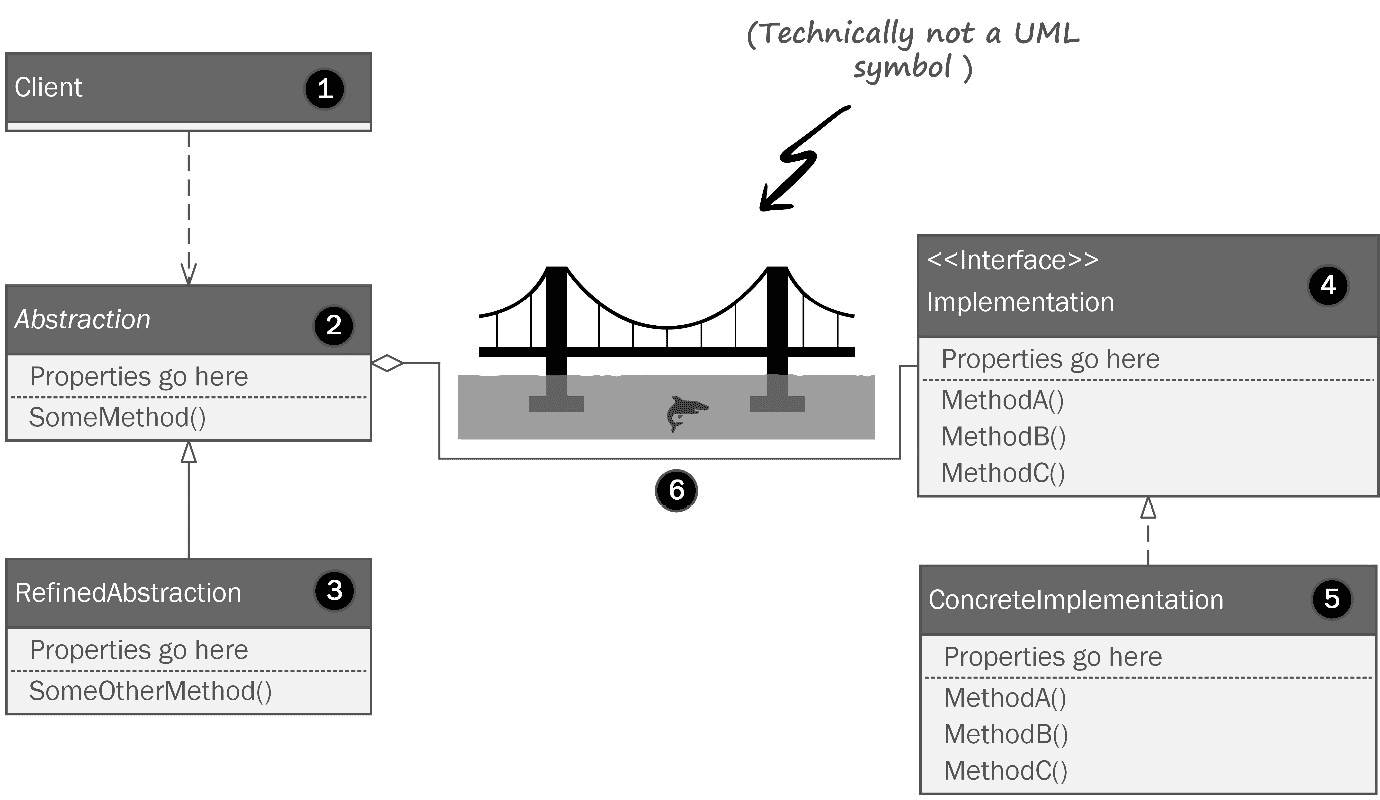 (Technically not a UML
symbol )
Client
1
Abstraction
2
Properties go here
SomeMethod()
RefinedAbstraction
3
Properties go here
SomeOtherMethod()
6
<<Interface>>
Implementation
4
Properties go here
MethodA()
MethodB()
MethodC()
ConcreteImplementation
5
Properties go here
MethodA()
MethodB()
MethodC()